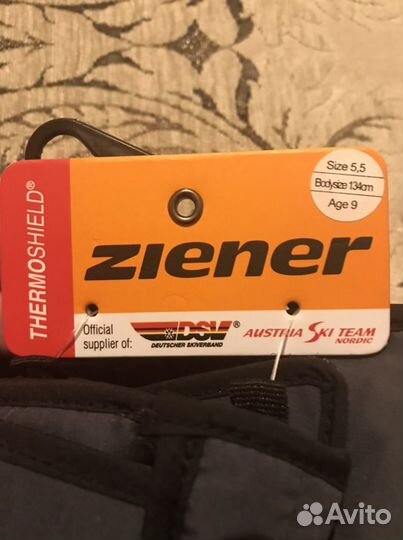 THERMOSHIELD®
Size 5,5
Bodysize 134cm
Age 9
ziener
Official
supplier of:
DSV®
DEUTSCHER SKIVERBAND
AUSTRIA SKI TEAM
NORDIC
Avito